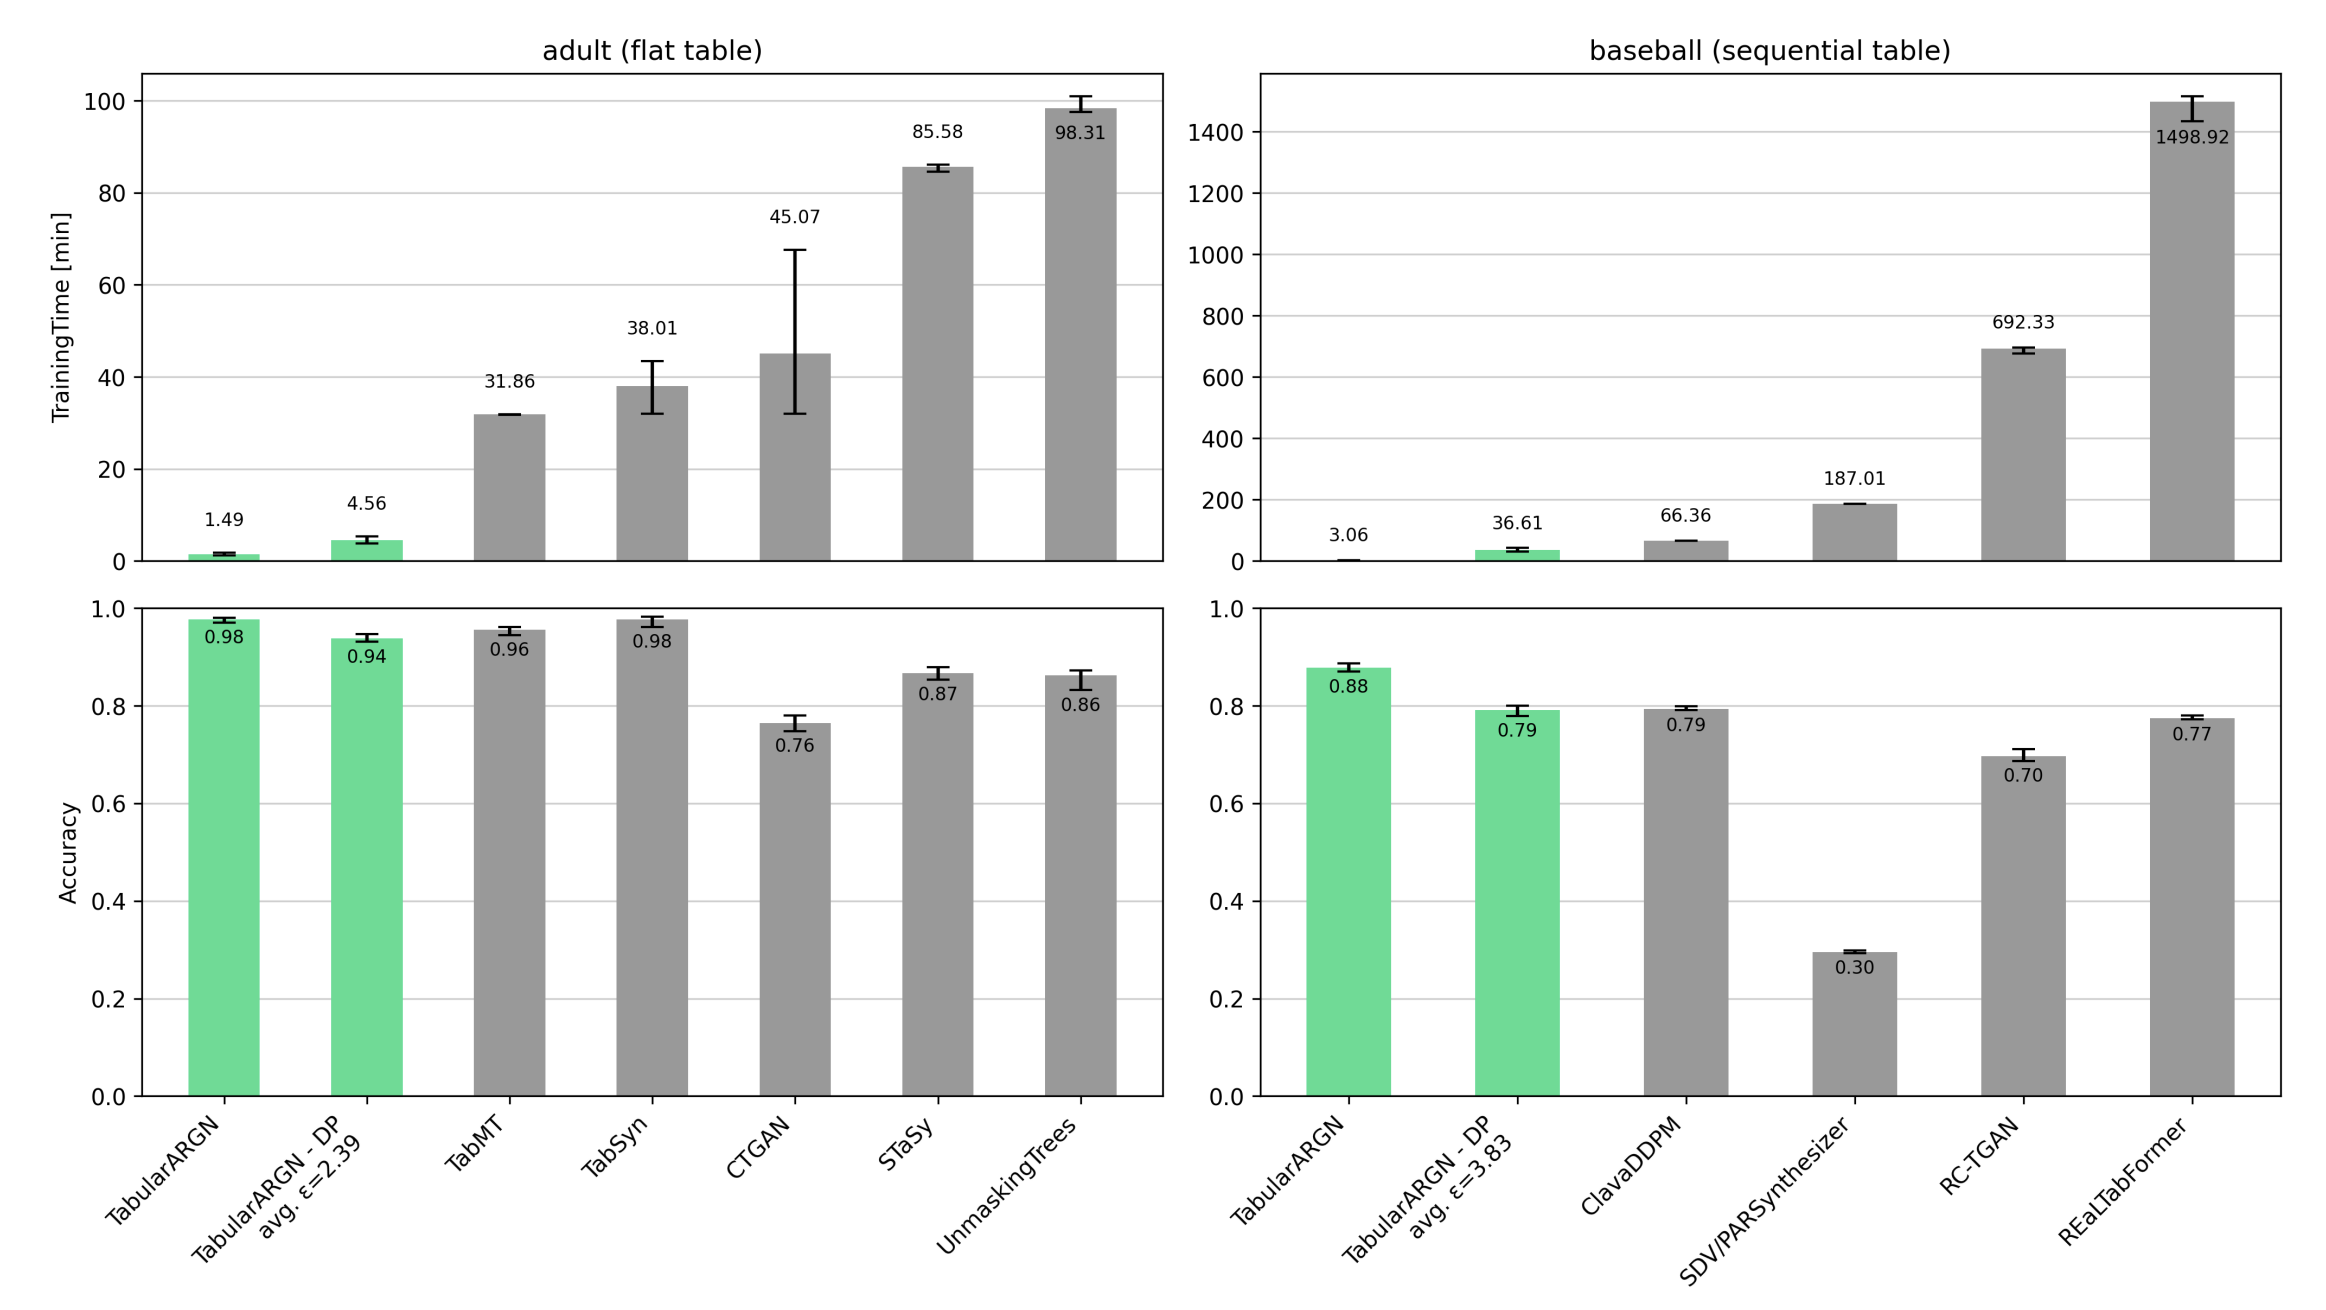 adult (flat table)
TrainingTime [min]
100
80
60
40
20
0
1.49
4.56
31.86
38.01
45.07
85.58
98.31
baseball (sequential table)
1400
1200
1000
800
600
400
200
0
3.06
36.61
66.36
187.01
692.33
1498.92
Accuracy
1.0
0.8
0.6
0.4
0.2
0.0
0.98
0.94
0.96
0.98
0.76
0.87
0.86
TabularARGN
TabularARGN - DP
avg. ε=2.39
TabMT
TabSyn
CTGAN
STaSy
UnmaskingTrees
1.0
0.8
0.6
0.4
0.2
0.0
0.88
0.79
0.79
0.30
0.70
0.77
TabularARGN
TabularARGN - DP
avg. ε=3.83
ClavaDDPM
SDV/PARSynthesizer
RC-TGAN
REaLTabFormer